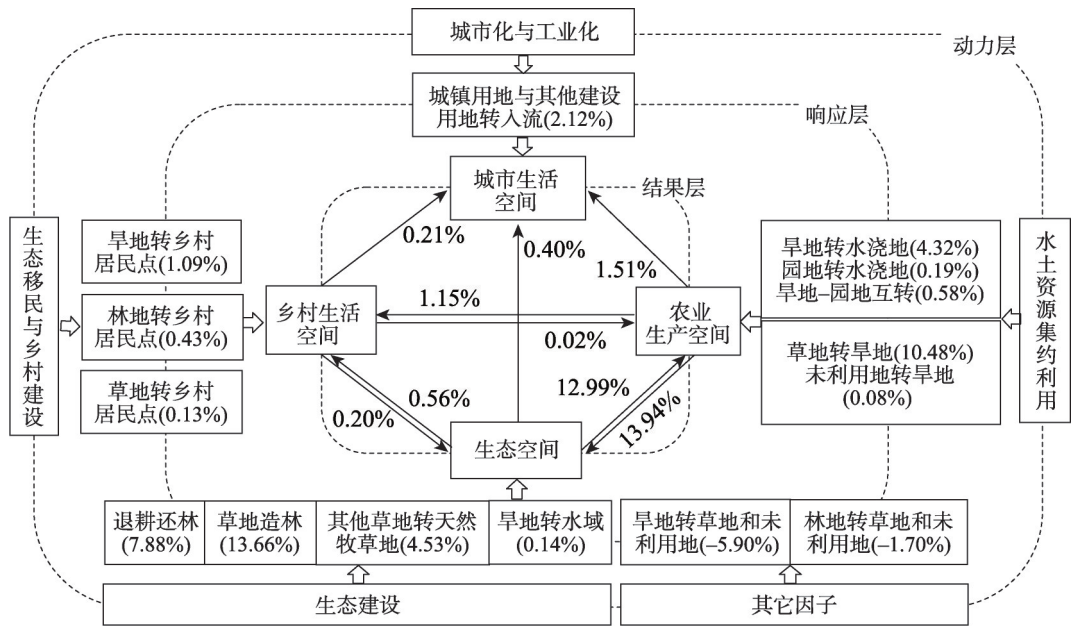 城市化与工业化
动力层
城镇用地与其他建设
用地转入流(2.12%)
响应层
城市生活
空间
结果层
生态移民与乡村建设
旱地转乡村
居民点(1.09%)
林地转乡村
居民点(0.43%)
草地转乡村
居民点(0.13%)
0.21%
0.40%
1.51%
乡村生活
空间
1.15%
0.02%
农业
生产空间
旱地转水浇地(4.32%)
园地转水浇地(0.19%)
旱地–园地互转(0.58%)
草地转旱地(10.48%)
未利用地转旱地
(0.08%)
水土资源集约利用
0.20%
0.56%
12.99%
13.94%
生态空间
退耕还林
(7.88%)
草地造林
(13.66%)
其他草地转天然
牧草地(4.53%)
旱地转水域
(0.14%)
旱地转草地和未
利用地(–5.90%)
林地转草地和未
利用地(–1.70%)
生态建设
其它因子